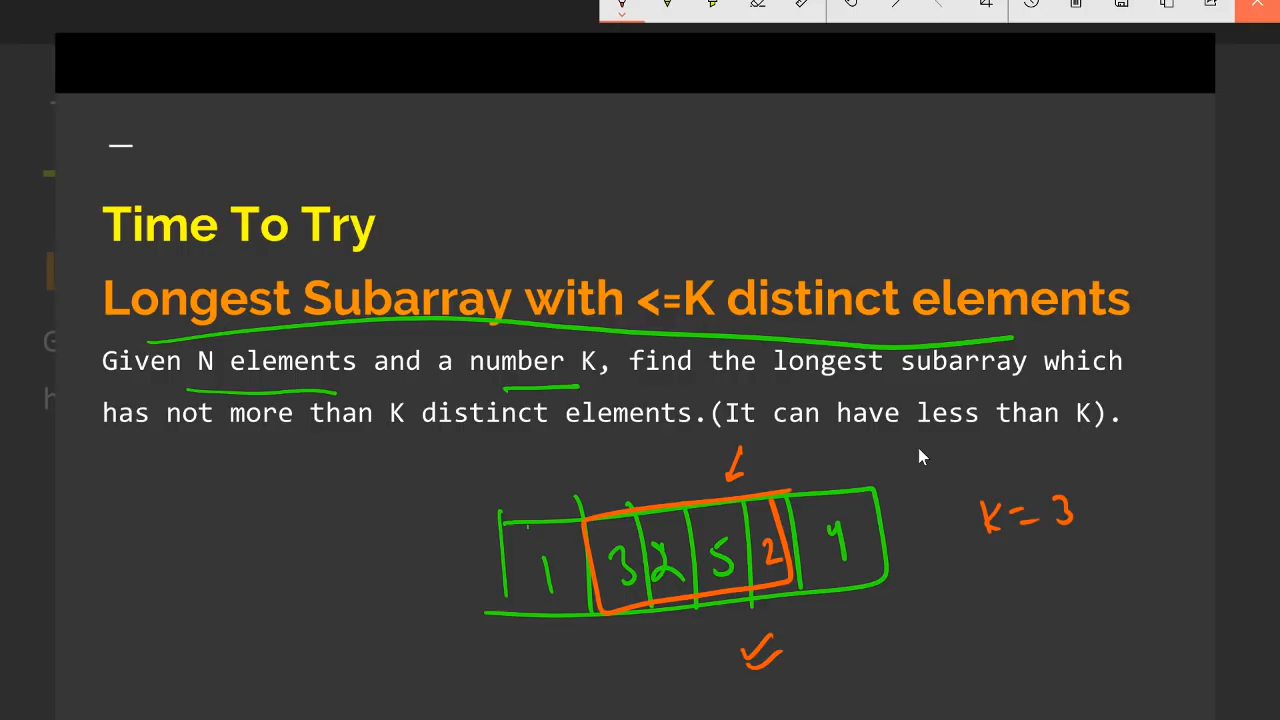 Time To Try
Longest Subarray with <=K distinct elements
Given N elements and a number K, find the longest subarray which
has not more than K distinct elements.(It can have less than K).
K = 3
1 3 2 5 2 4